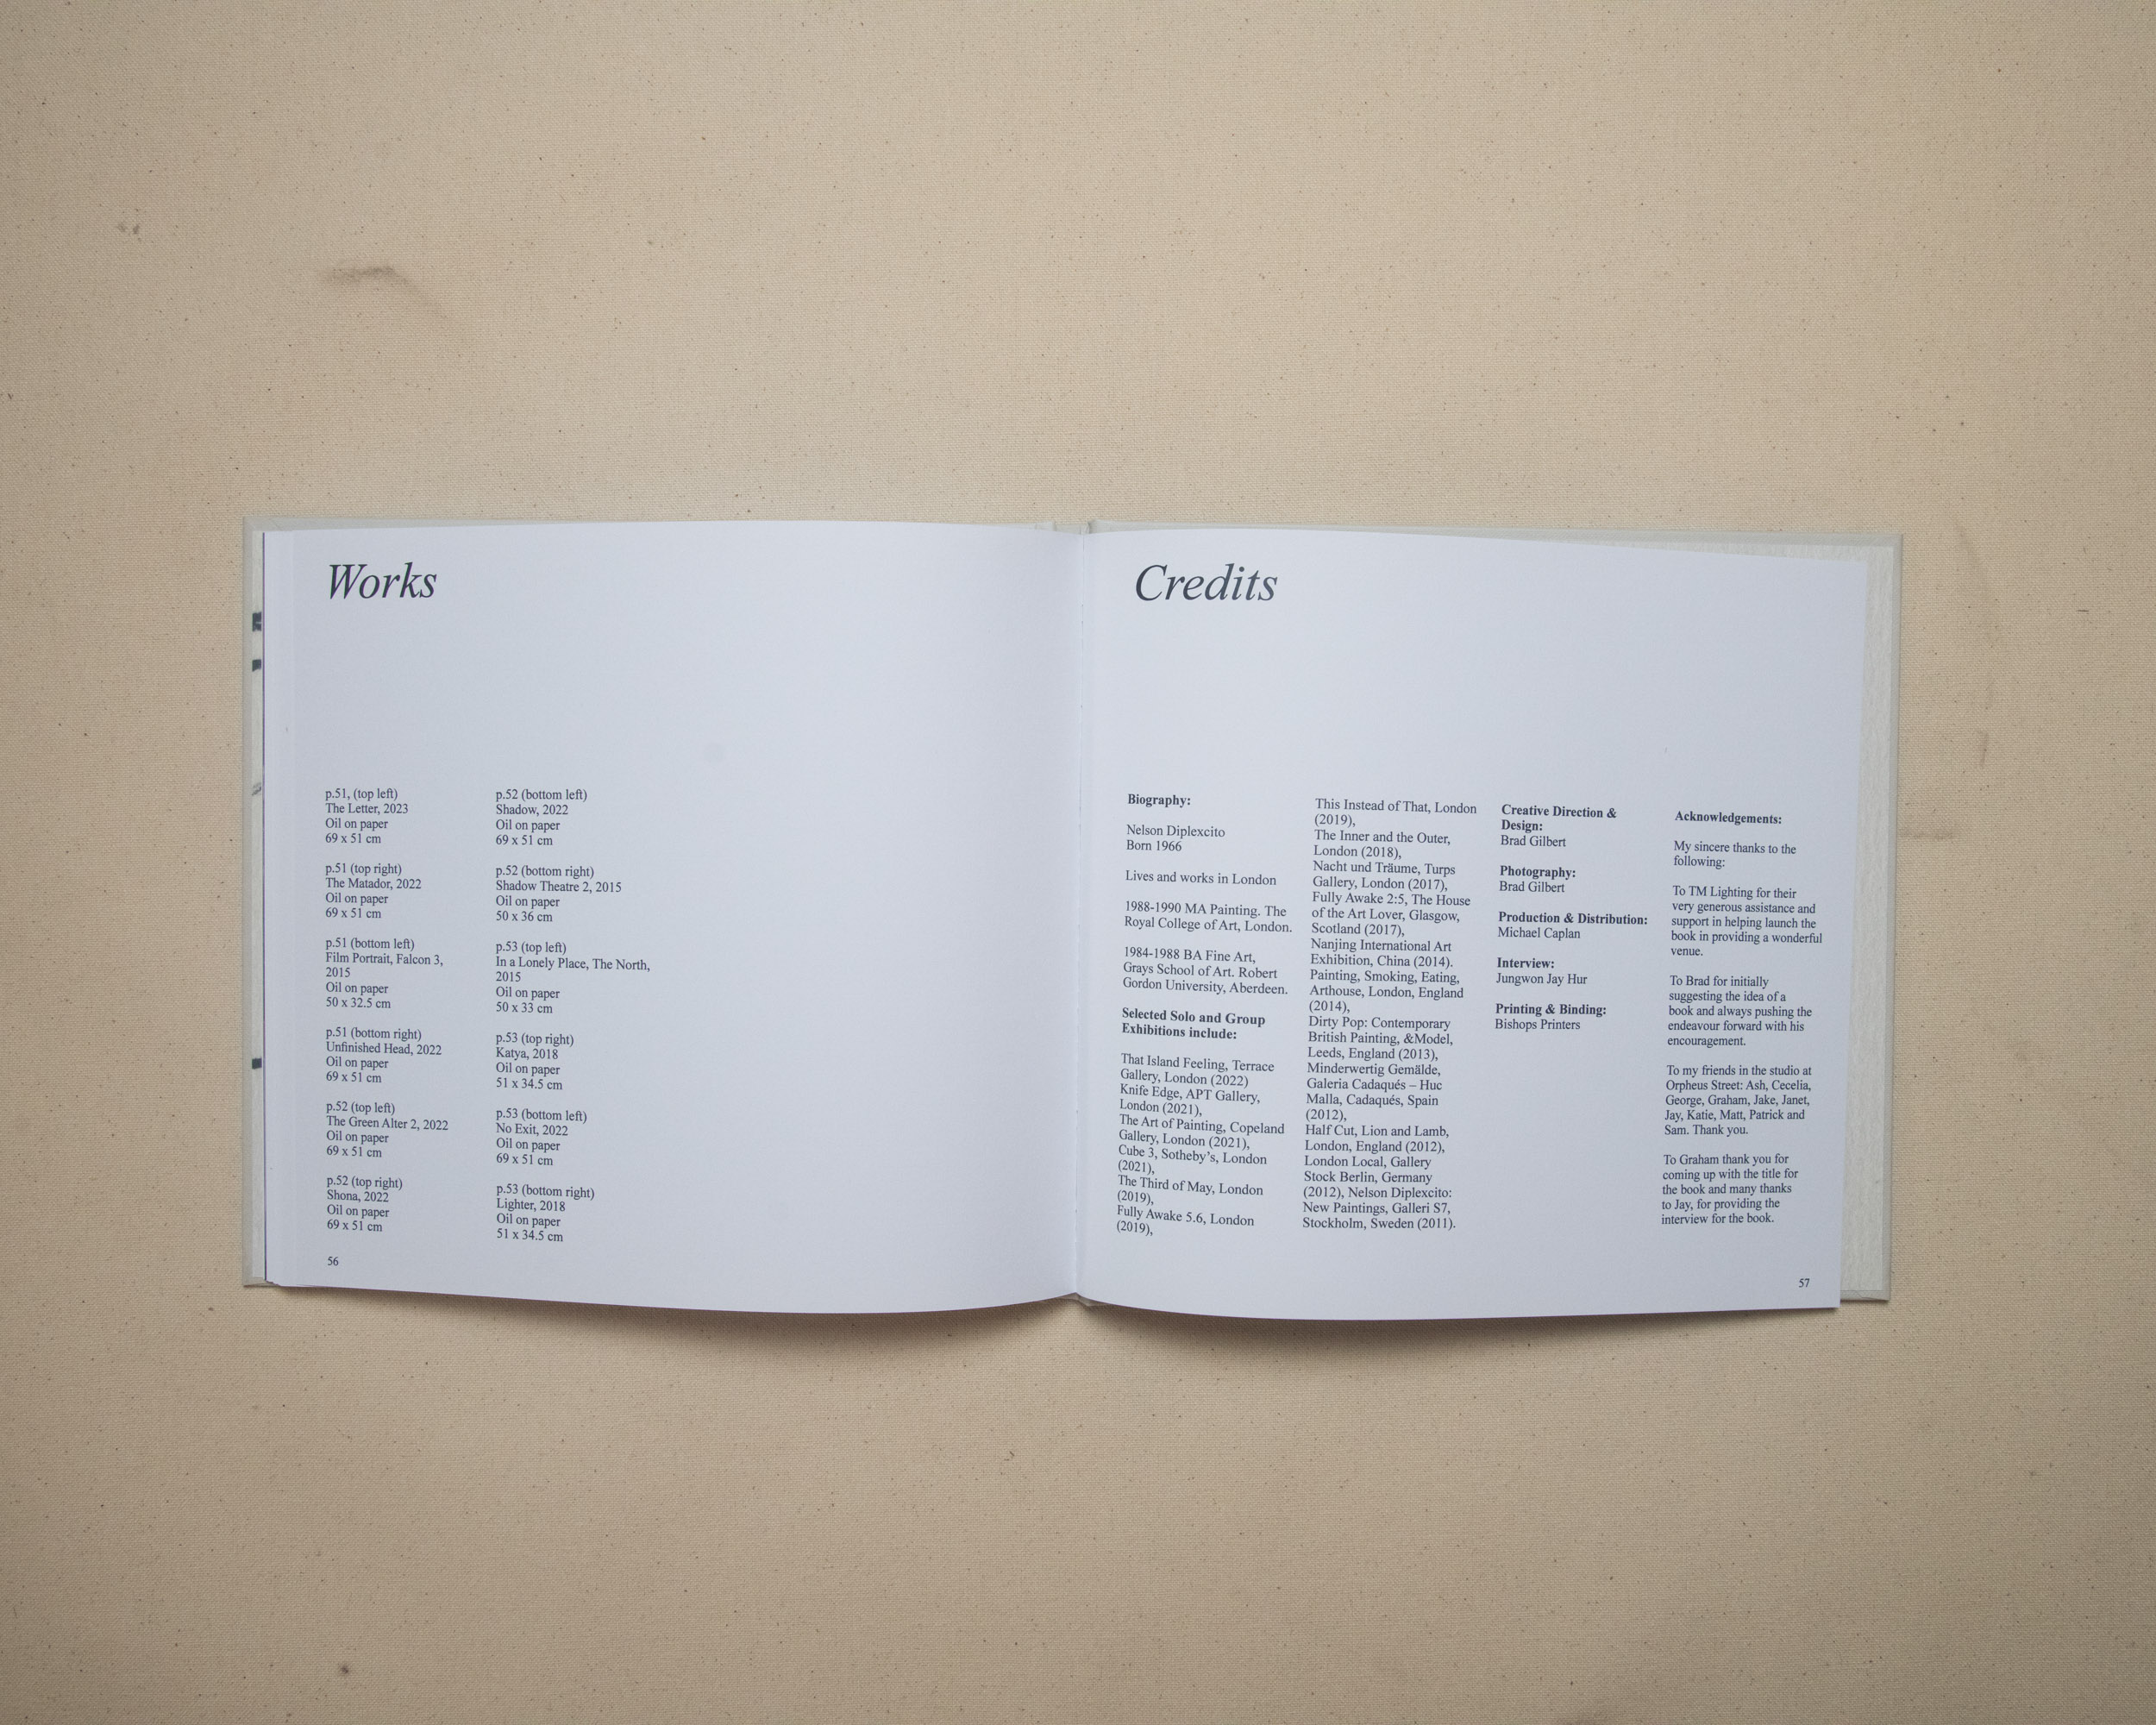 Works
p.51, (top left)
The Letter, 2023
Oil on paper
69 x 51 cm
p.51 (top right)
The Matador, 2022
Oil on paper
69 x 51 cm
p.51 (bottom left)
Film Portrait, Falcon 3,
2015
Oil on paper
50 x 32.5 cm
p.51 (bottom right)
Unfinished Head, 2022
Oil on paper
69 x 51 cm
p.52 (top left)
The Green Alter 2, 2022
Oil on paper
69 x 51 cm
p.52 (top right)
Shona, 2022
Oil on paper
69 x 51 cm
p.52 (bottom left)
Shadow, 2022
Oil on paper
69 x 51 cm
p.52 (bottom right)
Shadow Theatre 2, 2015
Oil on paper
50 x 36 cm
p.53 (top left)
In a Lonely Place, The North,
2015
Oil on paper
50 x 33 cm
p.53 (top right)
Katya, 2018
Oil on paper
51 x 34.5 cm
p.53 (bottom left)
No Exit, 2022
Oil on paper
69 x 51 cm
p.53 (bottom right)
Lighter, 2018
Oil on paper
51 x 34.5 cm
56
Credits
Biography:
Nelson Diplexcito
Born 1966
Lives and works in London
1988-1990 MA Painting. The
Royal College of Art, London.
1984-1988 BA Fine Art,
Grays School of Art. Robert
Gordon University, Aberdeen.
Selected Solo and Group
Exhibitions include:
That Island Feeling, Terrace
Gallery, London (2022)
Knife Edge, APT Gallery,
London (2021),
The Art of Painting, Copeland
Gallery, London (2021),
Cube 3, Sotheby's, London
(2021),
The Third of May, London
(2019),
Fully Awake 5.6, London
(2019),
This Instead of That, London
(2019),
The Inner and the Outer,
London (2018),
Nacht und Träume, Turps
Gallery, London (2017),
Fully Awake 2:5, The House
of the Art Lover, Glasgow,
Scotland (2017),
Nanjing International Art
Exhibition, China (2014).
Painting, Smoking, Eating,
Arthouse, London, England
(2014),
Dirty Pop: Contemporary
British Painting, &Model,
Leeds, England (2013),
Minderwertig Gemälde,
Galeria Cadaqués – Huc
Malla, Cadaqués, Spain
(2012),
Half Cut, Lion and Lamb,
London, England (2012),
London Local, Gallery
Stock Berlin, Germany
(2012), Nelson Diplexcito:
New Paintings, Galleri S7,
Stockholm, Sweden (2011).
Creative Direction &
Design:
Brad Gilbert
Photography:
Brad Gilbert
Production & Distribution:
Michael Caplan
Interview:
Jungwon Jay Hur
Printing & Binding:
Bishops Printers
Acknowledgements:
My sincere thanks to the
following:
To TM Lighting for their
very generous assistance and
support in helping launch the
book in providing a wonderful
venue.
To Brad for initially
suggesting the idea of a
book and always pushing the
endeavour forward with his
encouragement.
To my friends in the studio at
Orpheus Street: Ash, Cecelia,
George, Graham, Jake, Janet,
Jay, Katie, Matt, Patrick and
Sam. Thank you.
To Graham thank you for
coming up with the title for
the book and many thanks
to Jay, for providing the
interview for the book.
57